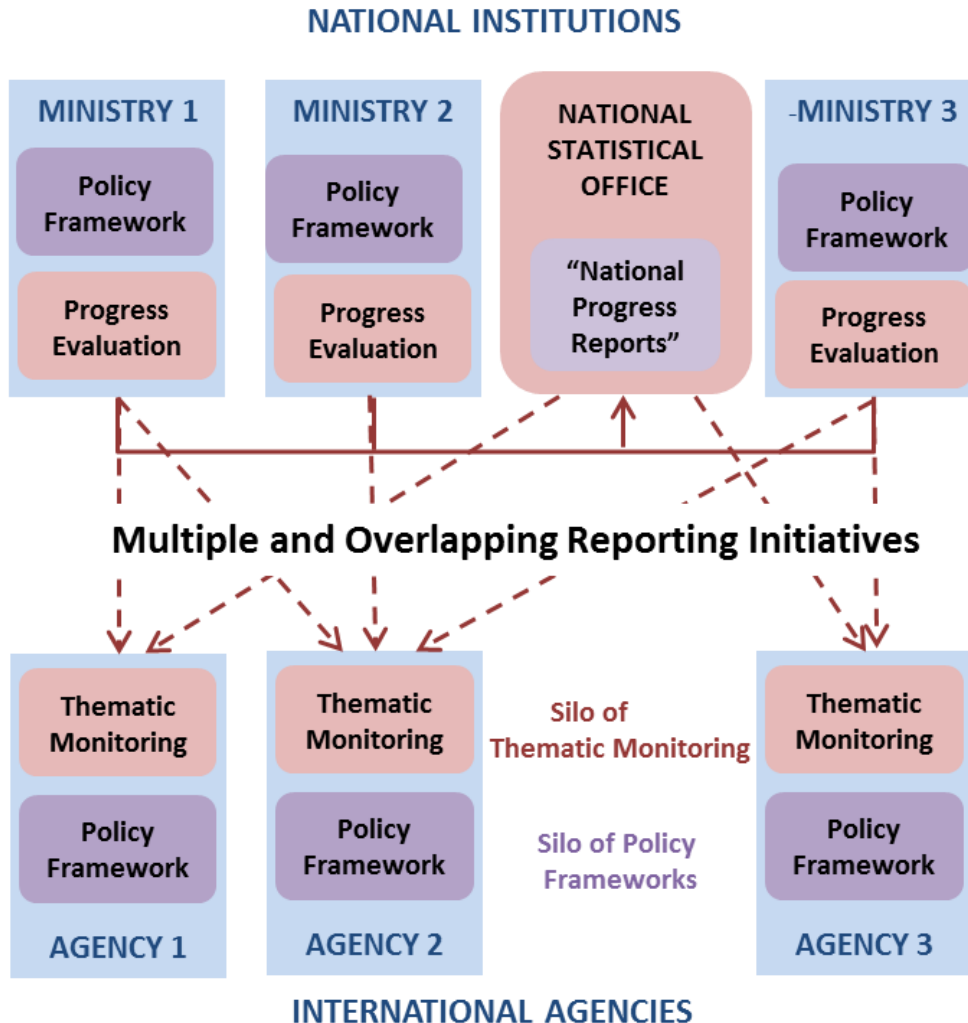 NATIONAL INSTITUTIONS
MINISTRY 1
Policy
Framework
Progress
Evaluation
MINISTRY 2
Policy
Framework
Progress
Evaluation
NATIONAL
STATISTICAL
OFFICE
“National
Progress
Reports”
-MINISTRY 3
Policy
Framework
Progress
Evaluation
Multiple and Overlapping Reporting Initiatives
Thematic
Monitoring
Policy
Framework
AGENCY 1
Thematic
Monitoring
Policy
Framework
AGENCY 2
Silo of
Thematic Monitoring
Silo of Policy
Frameworks
Thematic
Monitoring
Policy
Framework
AGENCY 3
INTERNATIONAL AGENCIES